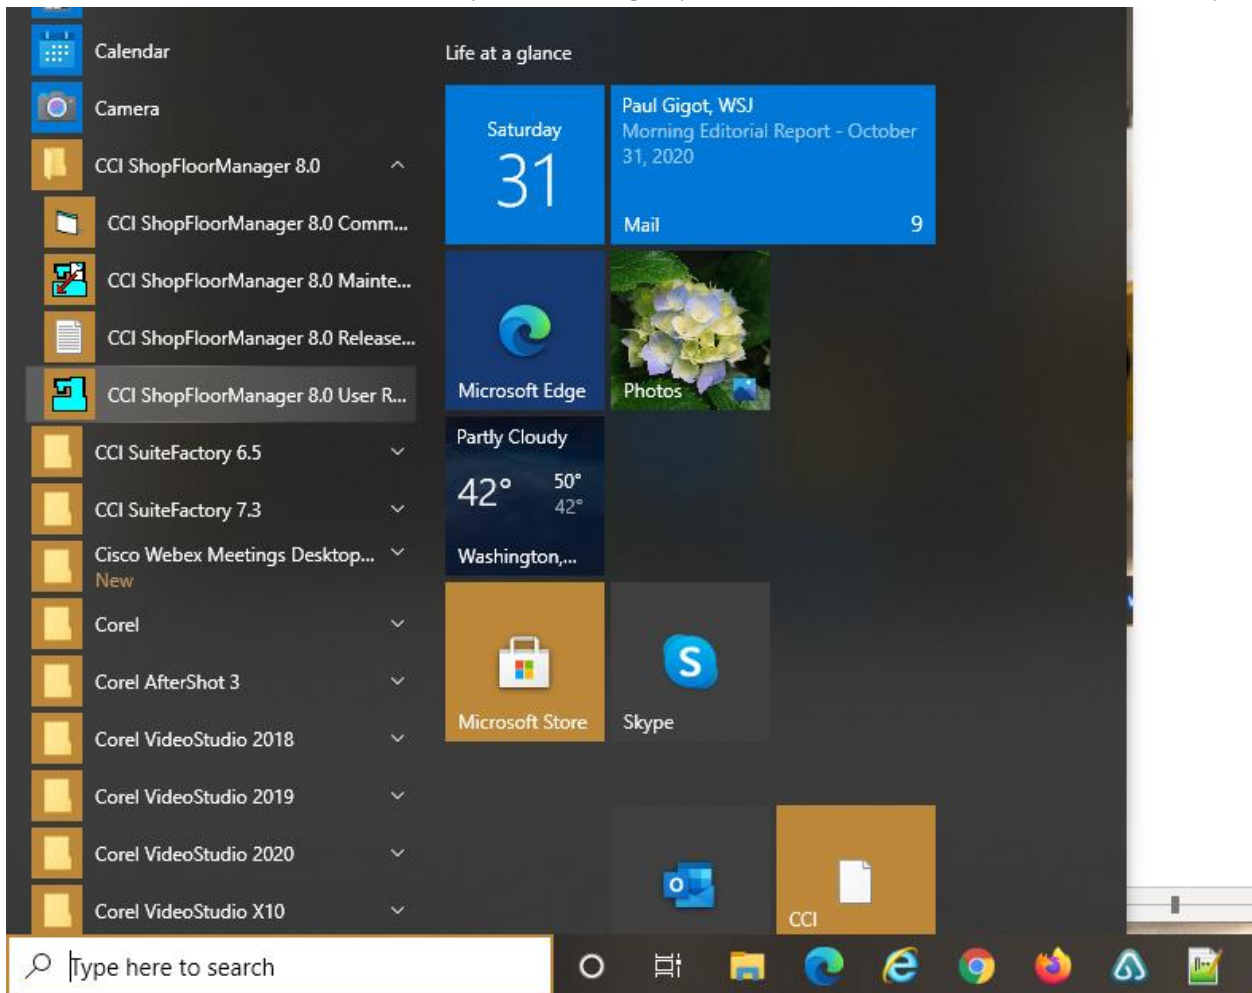 Calendar
Camera
CCI ShopFloorManager 8.0
CCI ShopFloorManager 8.0 Comm...
CCI ShopFloorManager 8.0 Mainte...
CCI ShopFloorManager 8.0 Release...
CCI ShopFloorManager 8.0 User R...
CCI SuiteFactory 6.5
CCI SuiteFactory 7.3
Cisco Webex Meetings Desktop...
New
Corel
Corel AfterShot 3
Corel VideoStudio 2018
Corel VideoStudio 2019
Corel VideoStudio 2020
Corel VideoStudio X10
Life at a glance
Saturday
31
Paul Gigot, WSJ
Morning Editorial Report - October
31, 2020
Mail 9
Microsoft Edge
Photos
Partly Cloudy
42° 50°
42°
Washington,...
Microsoft Store
Skype
CCI
Type here to search